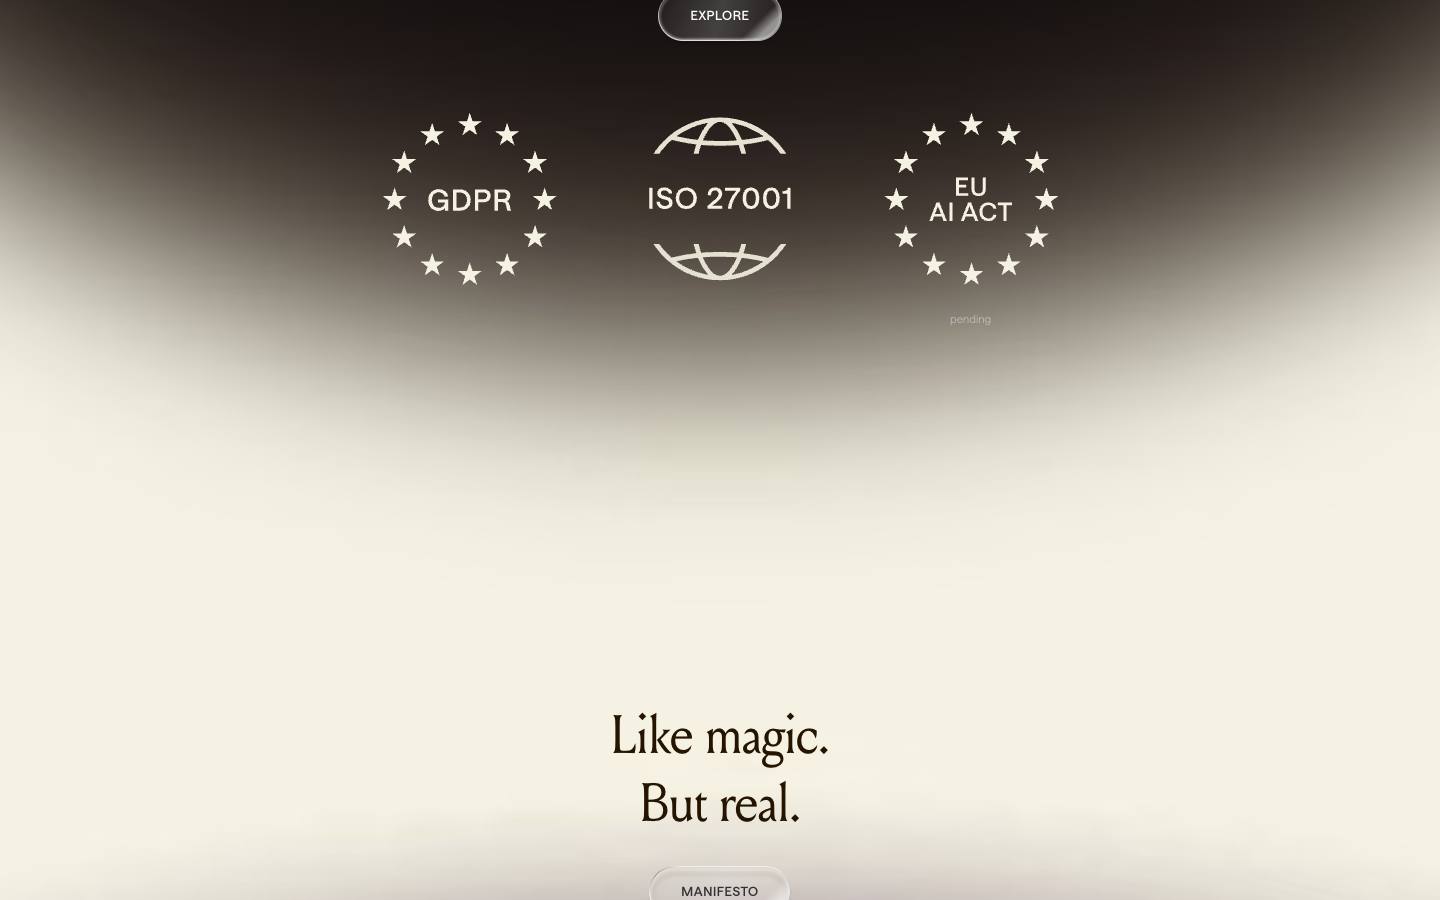 EXPLORE
GDPR
ISO 27001
EU
AI ACT
pending
Like magic.
But real.
MANIFESTO